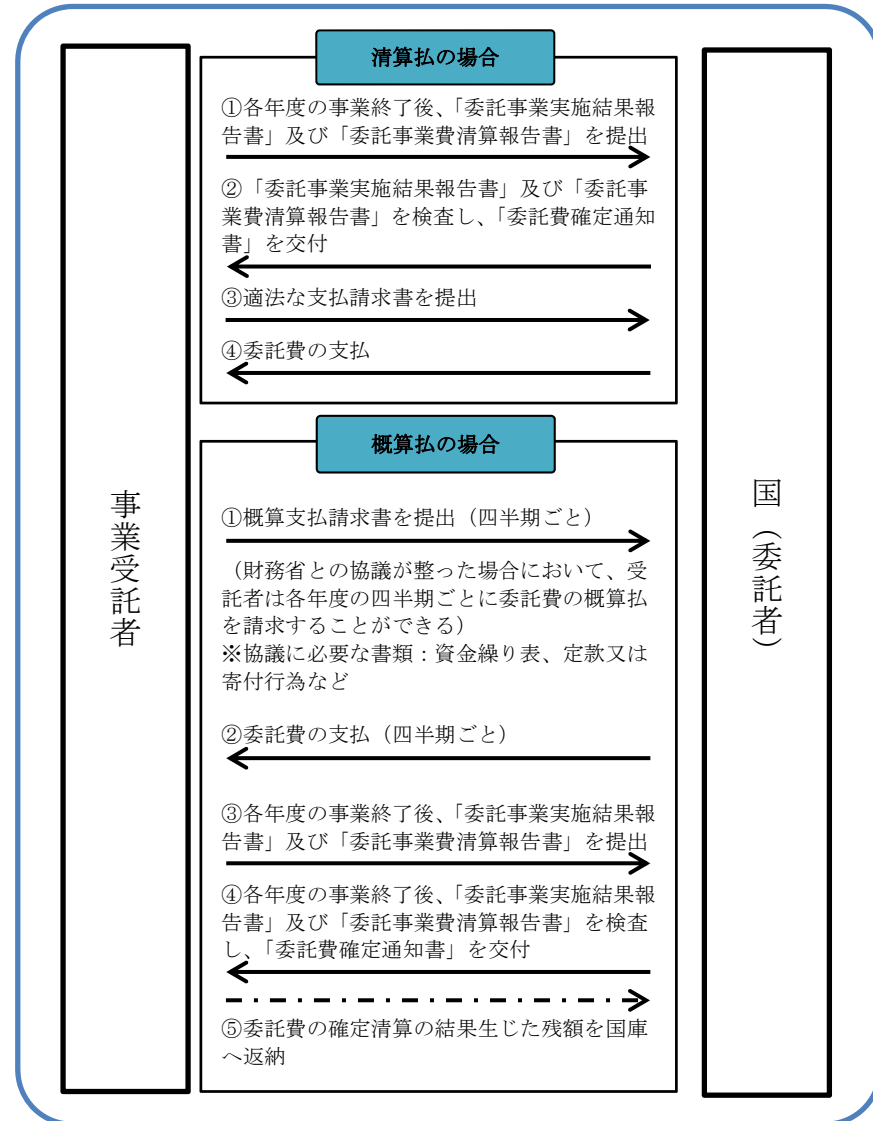 清算払の場合
①各年度の事業終了後、「委託事業実施結果報
告書」及び「委託事業費清算報告書」を提出
②「委託事業実施結果報告書」及び「委託事
業費清算報告書」を検査し、「委託費確定通知
書」を交付
③適法な支払請求書を提出
④委託費の支払
概算払の場合
①概算支払請求書を提出（四半期ごと）
（財務省との協議が整った場合において、受
託者は各年度の四半期ごとに委託費の概算払
を請求することができる）
※協議に必要な書類：資金繰り表、定款又は
寄付行為など
②委託費の支払（四半期ごと）
③各年度の事業終了後、「委託事業実施結果報
告書」及び「委託事業費清算報告書」を提出
④各年度の事業終了後、「委託事業実施結果報
告書」及び「委託事業費清算報告書」を検査
し、「委託費確定通知書」を交付
⑤委託費の確定清算の結果生じた残額を国庫
へ返納
事業受託者
国（委託者）